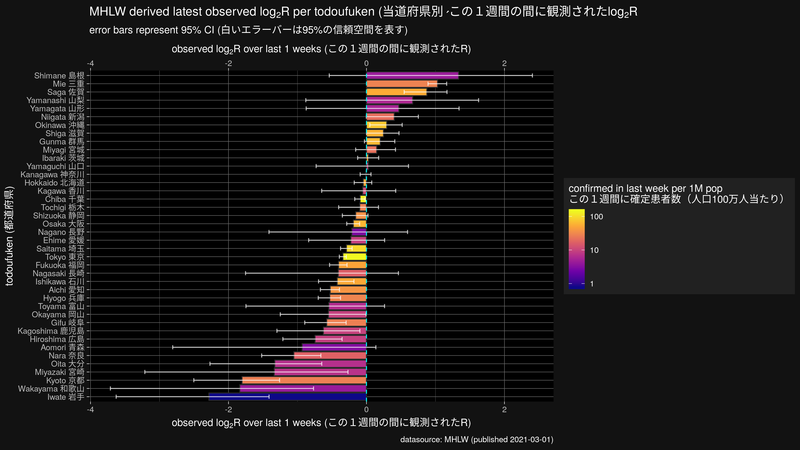 MHLW derived latest observed log₂R per todoufuken (当道府県別 -この１週間の間に観測されたlog₂R
error bars represent 95% CI (白いエラーバーは95%の信頼空間を表す)
observed log₂R over last 1 weeks (この１週間の間に観測されたR)
-4 -2 0 2
Shimane 島根
Mie 三重
Saga 佐賀
Yamanashi 山梨
Yamagata 山形
Niigata 新潟
Okinawa 沖縄
Shiga 滋賀
Gunma 群馬
Miyagi 宮城
Ibaraki 茨城
Yamaguchi 山口
Kanagawa 神奈川
Hokkaido 北海道
Kagawa 香川
Chiba 千葉
Tochigi 栃木
Shizuoka 静岡
Osaka 大阪
Nagano 長野
Ehime 愛媛
Saitama 埼玉
Tokyo 東京
Fukuoka 福岡
Nagasaki 長崎
Ishikawa 石川
Aichi 愛知
Hyogo 兵庫
Toyama 富山
Okayama 岡山
Gifu 岐阜
Kagoshima 鹿児島
Hiroshima 広島
Aomori 青森
Nara 奈良
Oita 大分
Miyazaki 宮崎
Kyoto 京都
Wakayama 和歌山
Iwate 岩手
-4 -2 0 2
observed log₂R over last 1 weeks (この１週間の間に観測されたR)
todoufuken (都道府県)
confirmed in last week per 1M pop
この１週間に確定患者数（人口100万人当たり）
100
10
1
datasource: MHLW (published 2021-03-01)